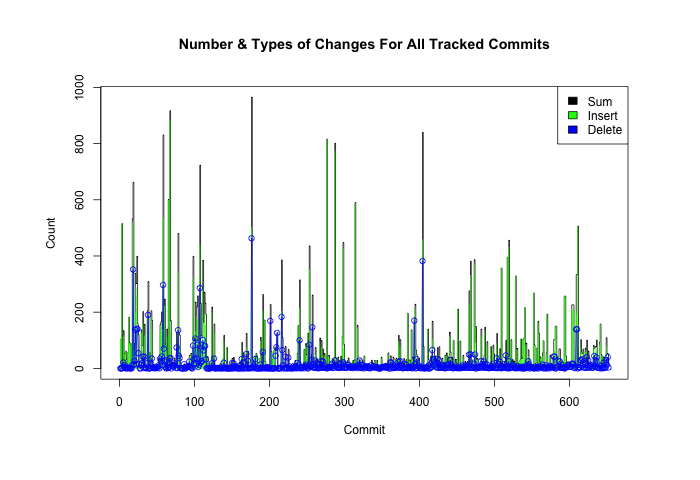 Number & Types of Changes For All Tracked Commits
Sum
Insert
Delete
Count
0
200
400
600
800
1000
0
100
200
300
400
500
600
Commit